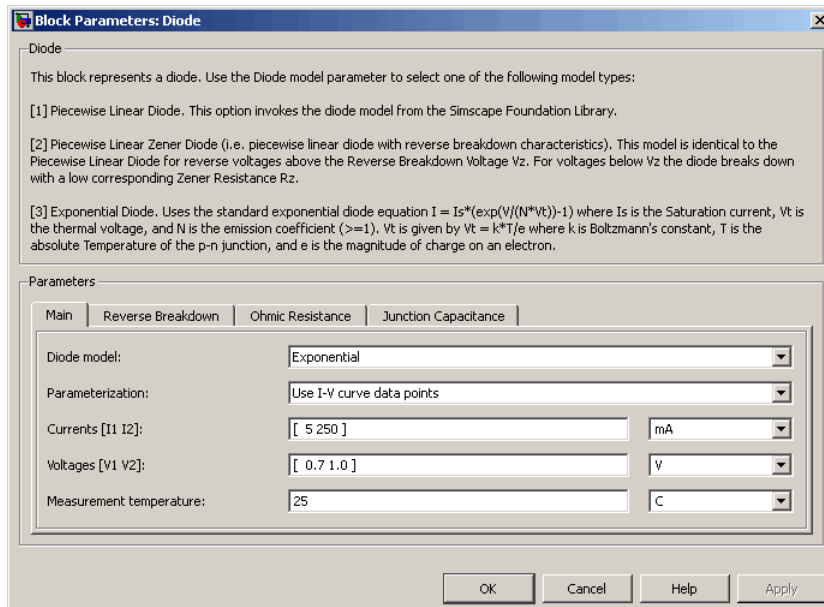 Block Parameters: Diode
Diode
This block represents a diode. Use the Diode model parameter to select one of the following model types:
[1] Piecewise Linear Diode. This option invokes the diode model from the Simscape Foundation Library.
[2] Piecewise Linear Zener Diode (i.e. piecewise linear diode with reverse breakdown characteristics). This model is identical to the
Piecewise Linear Diode for reverse voltages above the Reverse Breakdown Voltage Vz. For voltages below Vz the diode breaks down
with a low corresponding Zener Resistance Rz.
[3] Exponential Diode. Uses the standard exponential diode equation I = Is*(exp(V/(N*Vt))-1) where Is is the Saturation current, Vt is
the thermal voltage, and N is the emission coefficient (>=1). Vt is given by Vt = k*T/e where k is Boltzmann's constant, T is the
absolute Temperature of the p-n junction, and e is the magnitude of charge on an electron.
Parameters
Main Reverse Breakdown Ohmic Resistance Junction Capacitance
Diode model: Exponential
Parameterization: Use I-V curve data points
Currents [I1 I2]: [ 5 250 ] mA
Voltages [V1 V2]: [ 0.7 1.0 ] V
Measurement temperature: 25 C
OK Cancel Help Apply